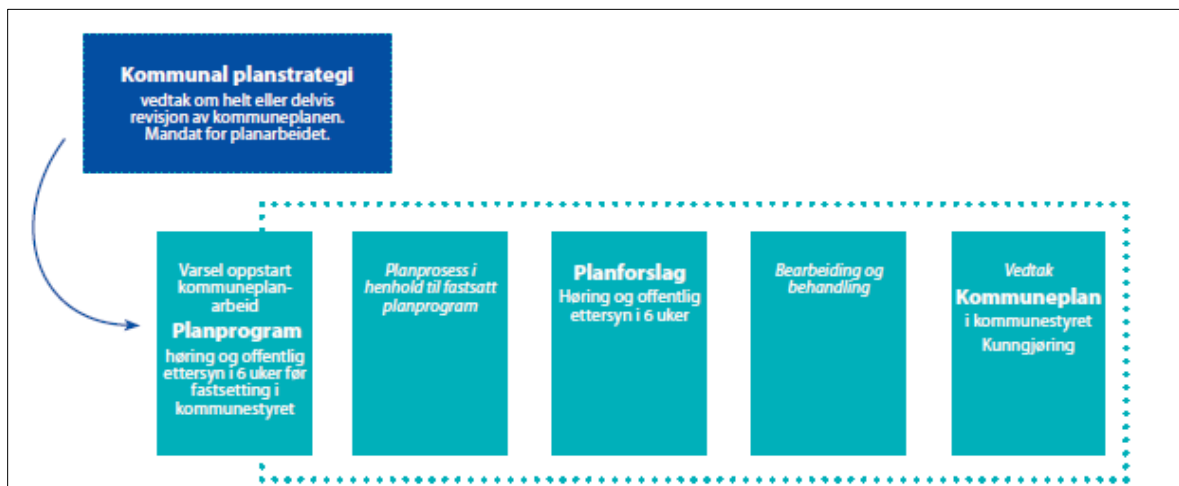 Kommunal planstrategi
vedtak om helt eller delvis
revisjon av kommuneplanen.
Mandat for planarbeidet.
Varsel oppstart
kommuneplan-
arbeid
Planprogram
høring og offentlig
ettersyn i 6 uker før
fastsetting i
kommunestyret
Planprosess i
henhold til fastsatt
planprogram
Planforslag
Høring og offentlig
ettersyn i 6 uker
Bearbeiding og
behandling
Vedtak
Kommuneplan
i kommunestyret
Kunngjøring